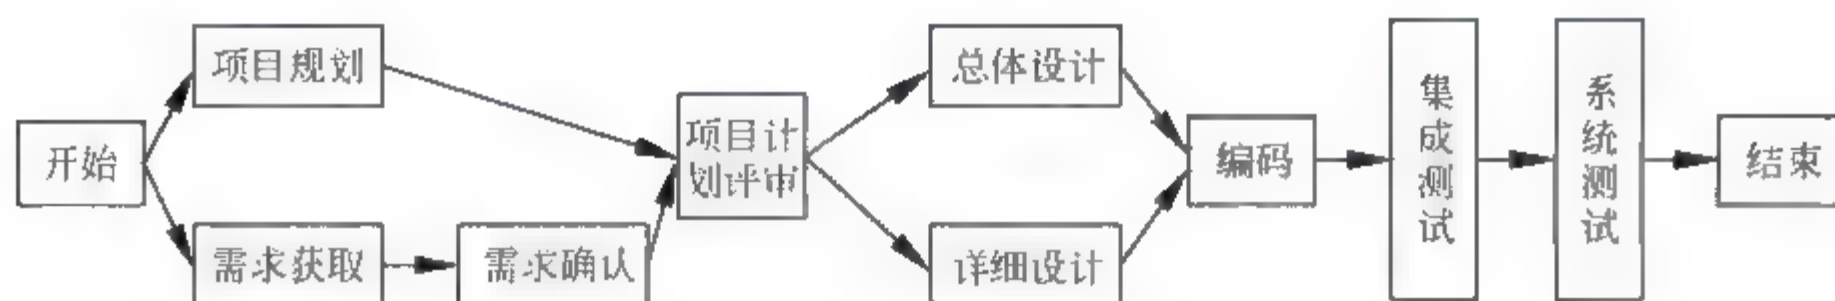 开始
项目规划
需求获取
需求确认
项目计
划评审
总体设计
详细设计
编码
集成测试
系统测试
结束